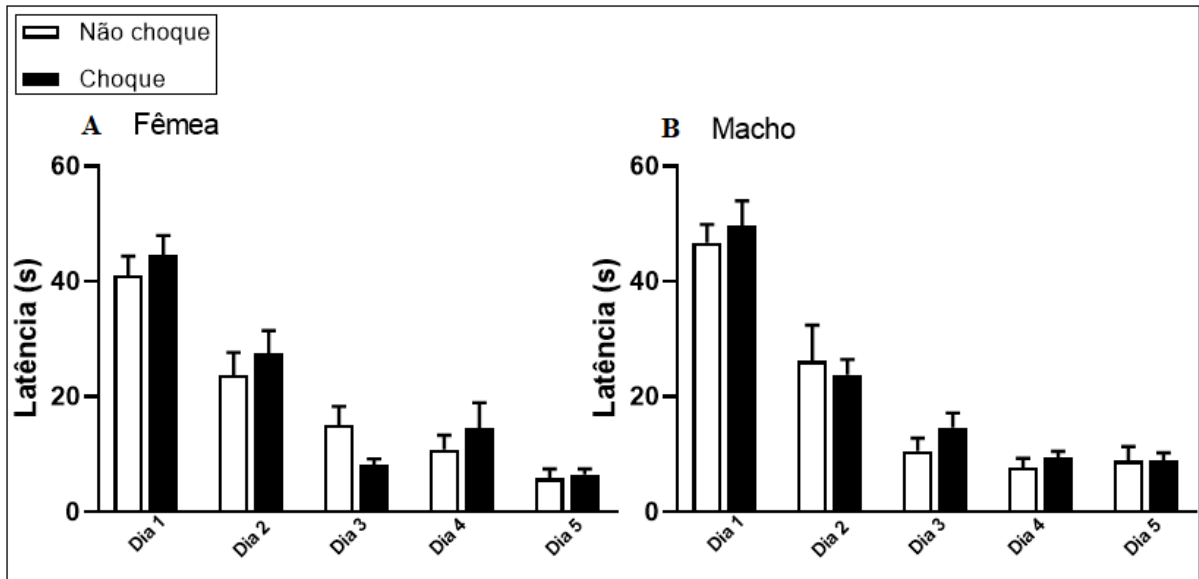 Não choque
Choque
A Fêmea
60
40
20
0
Latência (s)
Dia 1
Dia 2
Dia 3
Dia 4
Dia 5
B Macho
60
40
20
0
Latência (s)
Dia 1
Dia 2
Dia 3
Dia 4
Dia 5